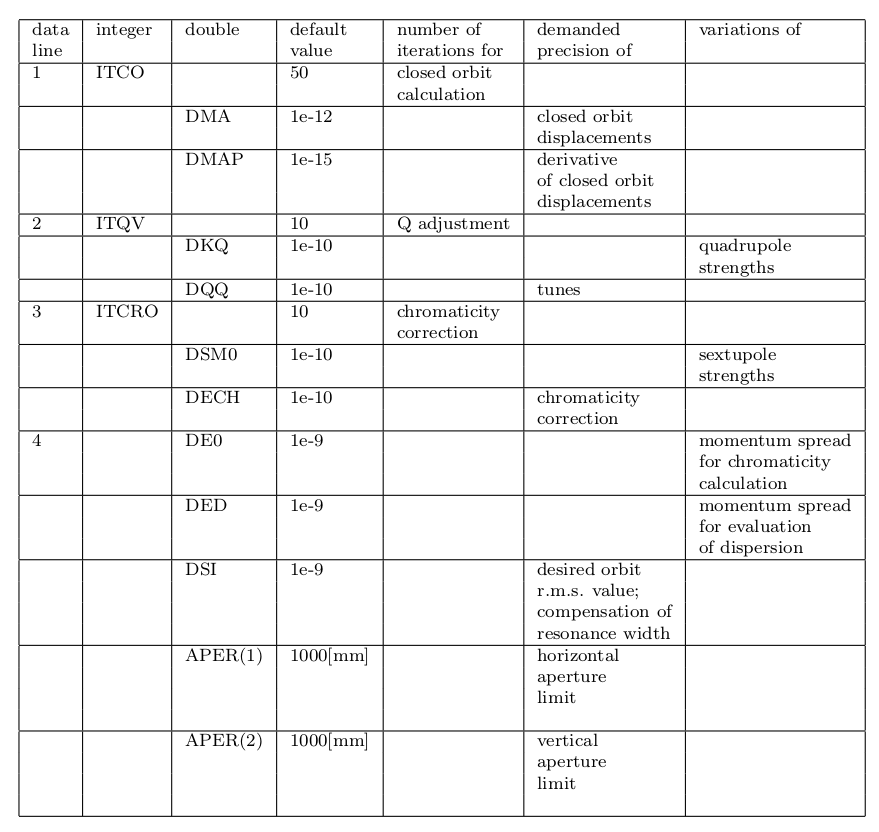 data integer double default number of demanded variations of
line value iterations for precision of
1 ITCO 50 closed orbit
calculation
DMA 1e-12 closed orbit
displacements
DMAP 1e-15 derivative
of closed orbit
displacements
2 ITQV 10 Q adjustment
DKQ 1e-10 quadrupole
strengths
DQQ 1e-10 tunes
3 ITCRO 10 chromaticity
correction
DSM0 1e-10 sextupole
strengths
DECH 1e-10 chromaticity
correction
4 DE0 1e-9 momentum spread
for chromaticity
calculation
DED 1e-9 momentum spread
for evaluation
of dispersion
DSI 1e-9 desired orbit
r.m.s. value;
compensation of
resonance width
APER(1) 1000[mm] horizontal
aperture
limit
APER(2) 1000[mm] vertical
aperture
limit